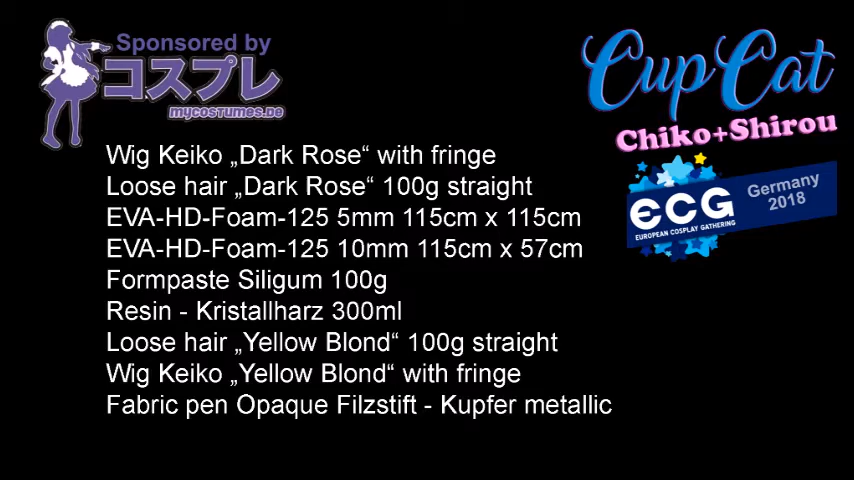 Sponsored by
コスプレ
mycostumes.de
CupCat
Chiko+Shirou
ECG
EUROPEAN COSPLAY GATHERING
Germany
2018
Wig Keiko „Dark Rose“ with fringe
Loose hair „Dark Rose“ 100g straight
EVA-HD-Foam-125 5mm 115cm x 115cm
EVA-HD-Foam-125 10mm 115cm x 57cm
Formpaste Siligum 100g
Resin - Kristallharz 300ml
Loose hair „Yellow Blond“ 100g straight
Wig Keiko „Yellow Blond“ with fringe
Fabric pen Opaque Filzstift - Kupfer metallic